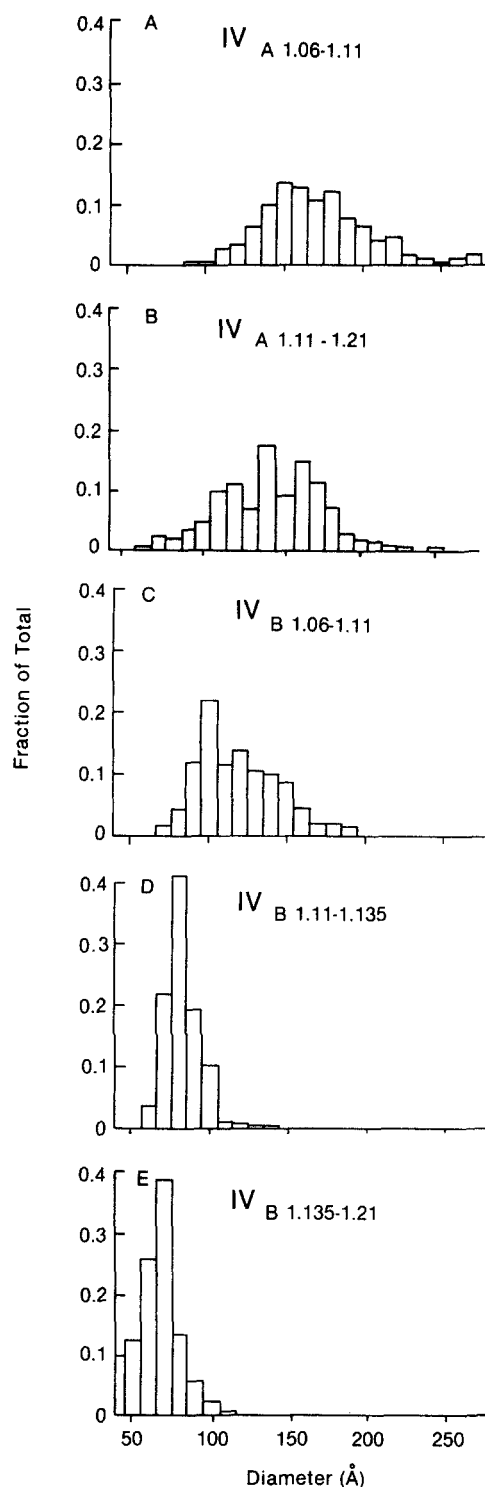 A
IV A 1.06-1.11
0.4
0.3
0.2
0.1
0
B
IV A 1.11 - 1.21
0.4
0.3
0.2
0.1
0
C
IV B 1.06-1.11
0.4
0.3
0.2
0.1
0
Fraction of Total
D
IV B 1.11-1.135
0.4
0.3
0.2
0.1
0
E
IV B 1.135-1.21
0.4
0.3
0.2
0.1
0
50 100 150 200 250
Diameter (Å)